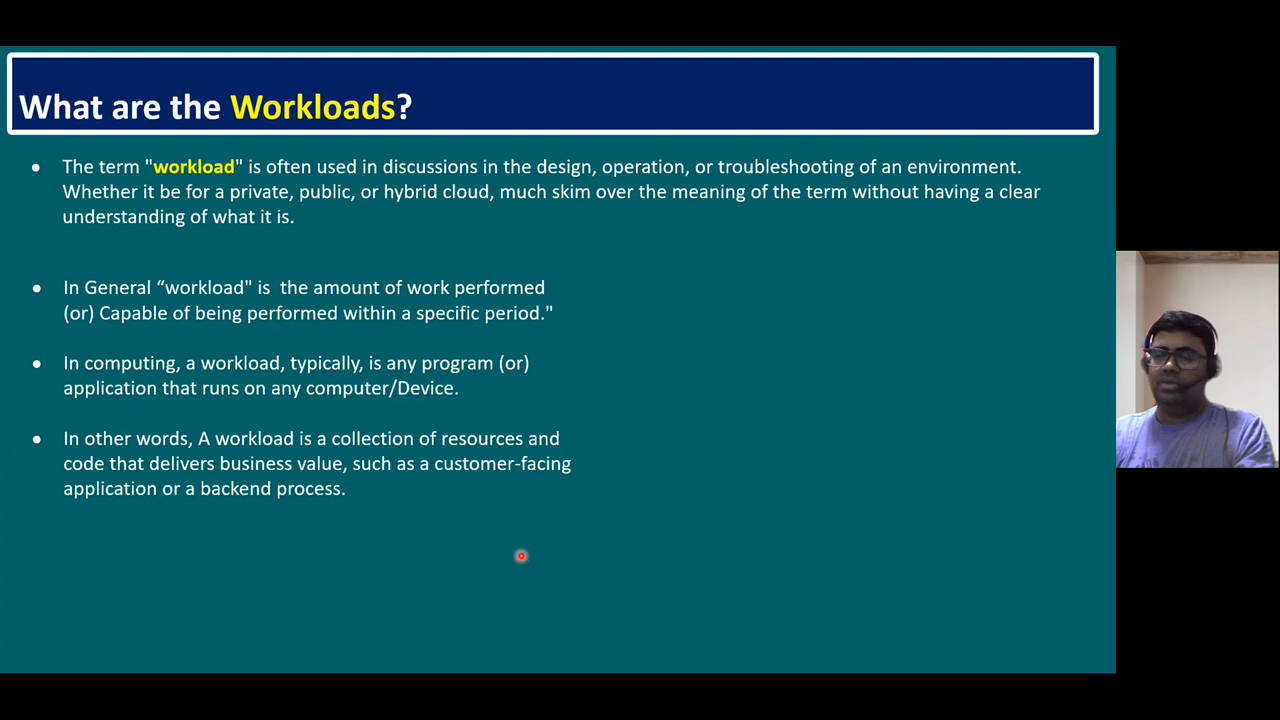 What are the Workloads?
● The term "workload" is often used in discussions in the design, operation, or troubleshooting of an environment.
Whether it be for a private, public, or hybrid cloud, much skim over the meaning of the term without having a clear
understanding of what it is.
● In General “workload" is the amount of work performed
(or) Capable of being performed within a specific period."
● In computing, a workload, typically, is any program (or)
application that runs on any computer/Device.
● In other words, A workload is a collection of resources and
code that delivers business value, such as a customer-facing
application or a backend process.